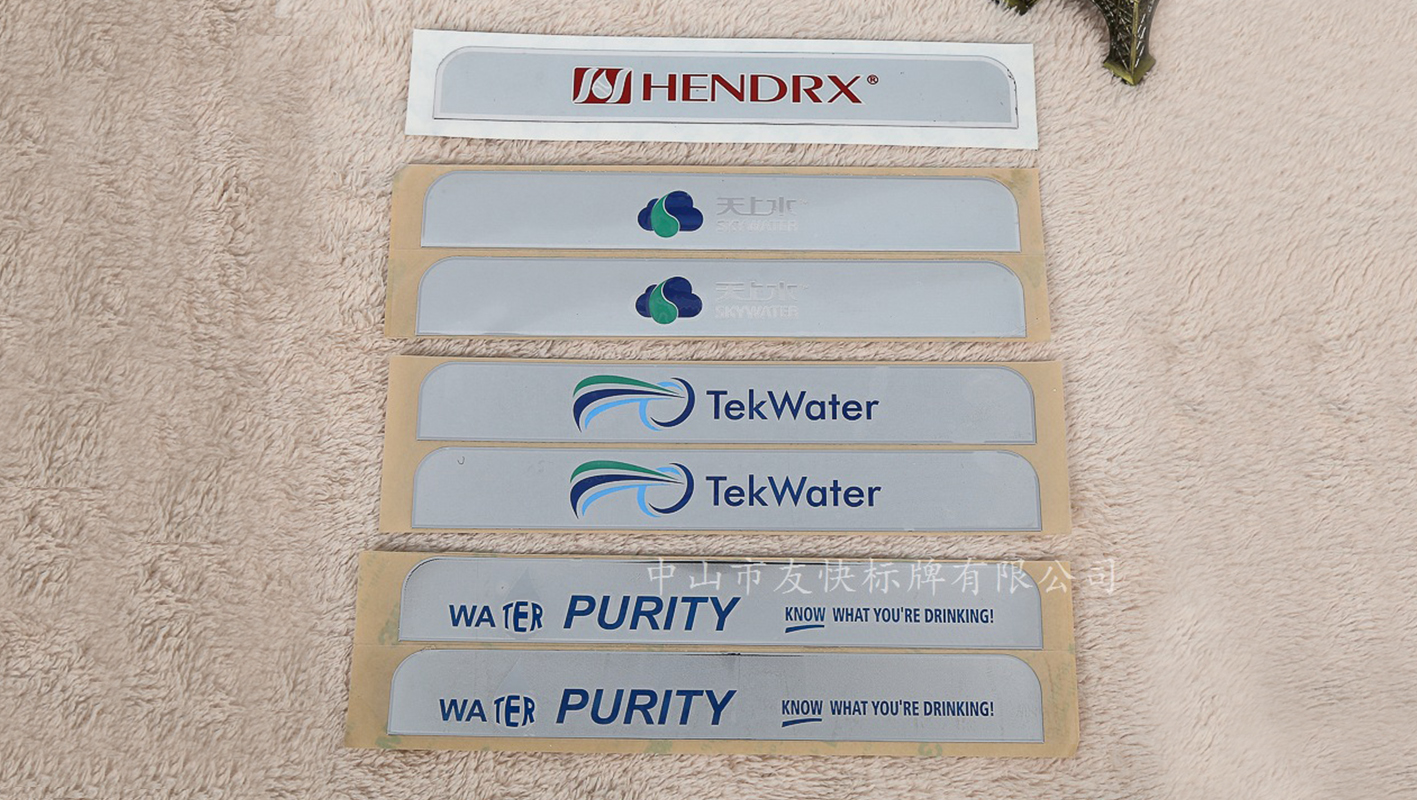 HENDRX®
天上水
SKYWATER
天上水
SKYWATER
TekWater
TekWater
中山市友快标牌有限公司
WATER PURITY KNOW WHAT YOU'RE DRINKING!
WATER PURITY KNOW WHAT YOU'RE DRINKING!